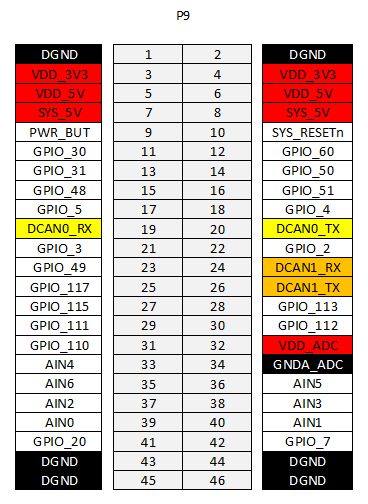 P9
DGND 1 2 DGND
VDD_3V3 3 4 VDD_3V3
VDD_5V 5 6 VDD_5V
SYS_5V 7 8 SYS_5V
PWR_BUT 9 10 SYS_RESETn
GPIO_30 11 12 GPIO_60
GPIO_31 13 14 GPIO_50
GPIO_48 15 16 GPIO_51
GPIO_5 17 18 GPIO_4
DCAN0_RX 19 20 DCAN0_TX
GPIO_3 21 22 GPIO_2
GPIO_49 23 24 DCAN1_RX
GPIO_117 25 26 DCAN1_TX
GPIO_115 27 28 GPIO_113
GPIO_111 29 30 GPIO_112
GPIO_110 31 32 VDD_ADC
AIN4 33 34 GNDA_ADC
AIN6 35 36 AIN5
AIN2 37 38 AIN3
AIN0 39 40 AIN1
GPIO_20 41 42 GPIO_7
DGND 43 44 DGND
DGND 45 46 DGND